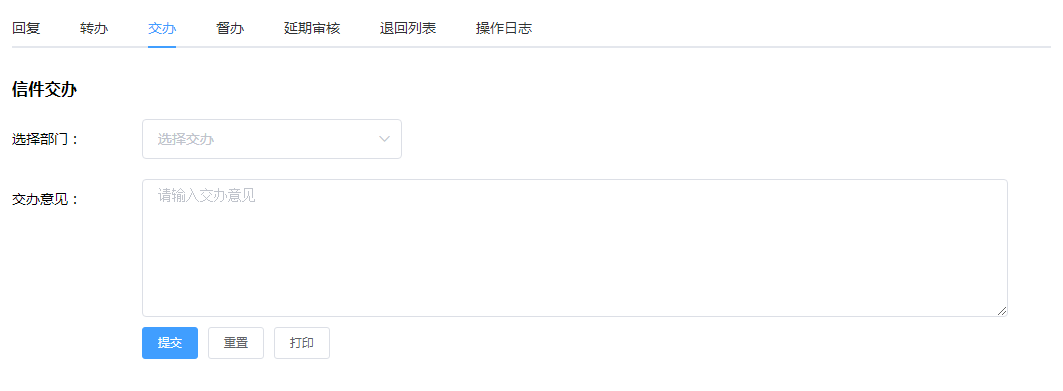 回复 转办 交办 督办 延期审核 退回列表 操作日志
信件交办
选择部门： 选择交办
交办意见： 请输入交办意见
提交 重置 打印